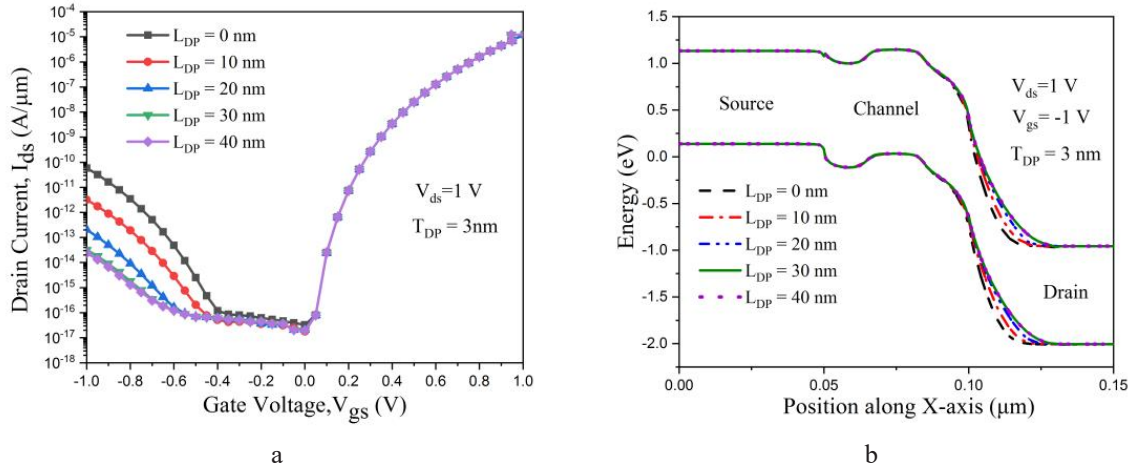 10⁻⁴
10⁻⁵
10⁻⁶
10⁻⁷
10⁻⁸
10⁻⁹
10⁻¹⁰
10⁻¹¹
10⁻¹²
10⁻¹³
10⁻¹⁴
10⁻¹⁵
10⁻¹⁶
10⁻¹⁷
10⁻¹⁸
Drain Current, I_ds (A/μm)
L_DP = 0 nm
L_DP = 10 nm
L_DP = 20 nm
L_DP = 30 nm
L_DP = 40 nm
V_ds=1 V
T_DP = 3nm
-1.0 -0.8 -0.6 -0.4 -0.2 0.0 0.2 0.4 0.6 0.8 1.0
Gate Voltage,V_gs (V)
a
1.5
1.0
0.5
0.0
-0.5
-1.0
-1.5
-2.0
Energy (eV)
Source
Channel
V_ds=1 V
V_gs= -1 V
T_DP = 3 nm
L_DP = 0 nm
L_DP = 10 nm
L_DP = 20 nm
L_DP = 30 nm
L_DP = 40 nm
Drain
0.00 0.05 0.10 0.15
Position along X-axis (μm)
b